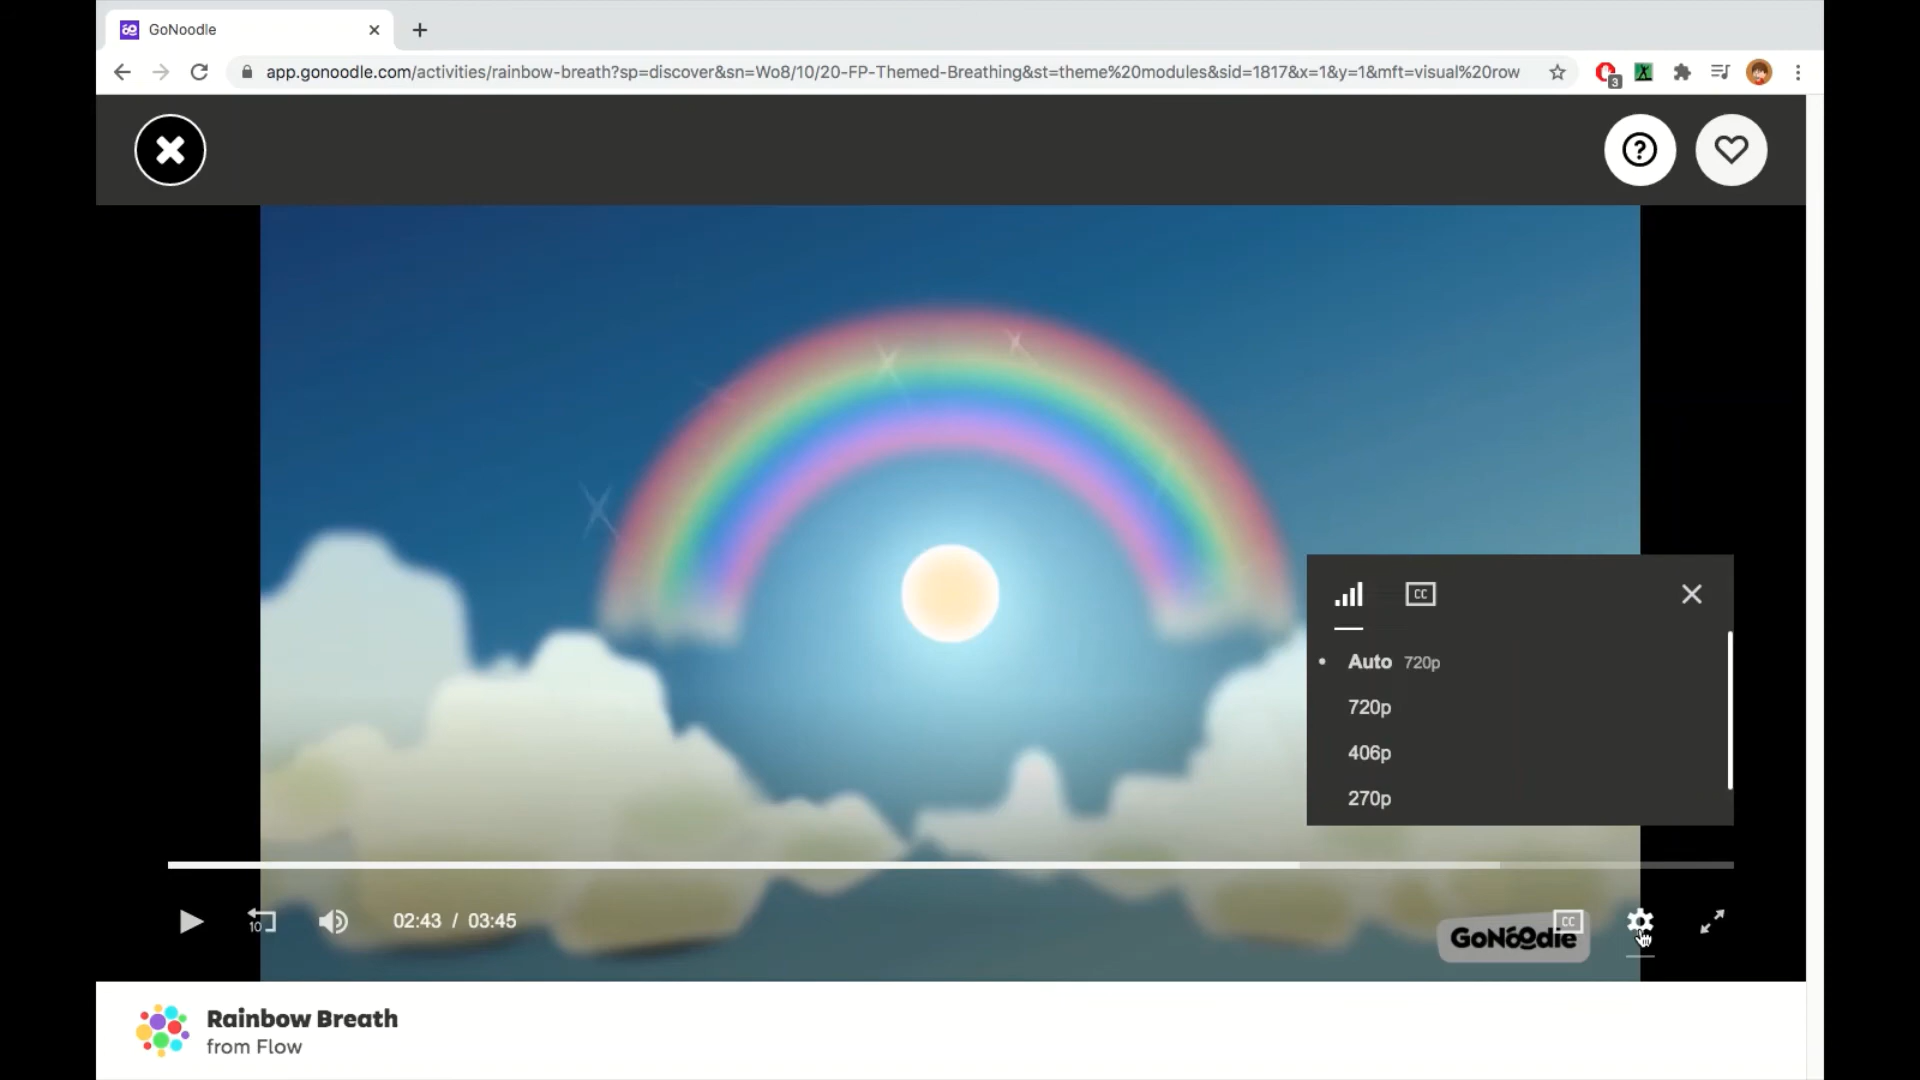 GoNoodle
app.gonoodle.com/activities/rainbow-breath?sp=discover&sn=Wo8/10/20-FP-Themed-Breathing&st=theme%20modules&sid=1817&x=1&y=1&mft=visual%20row
3
?
CC
Auto 720p
720p
406p
270p
10
02:43 / 03:45
CC
GoNoodle
Rainbow Breath
from Flow